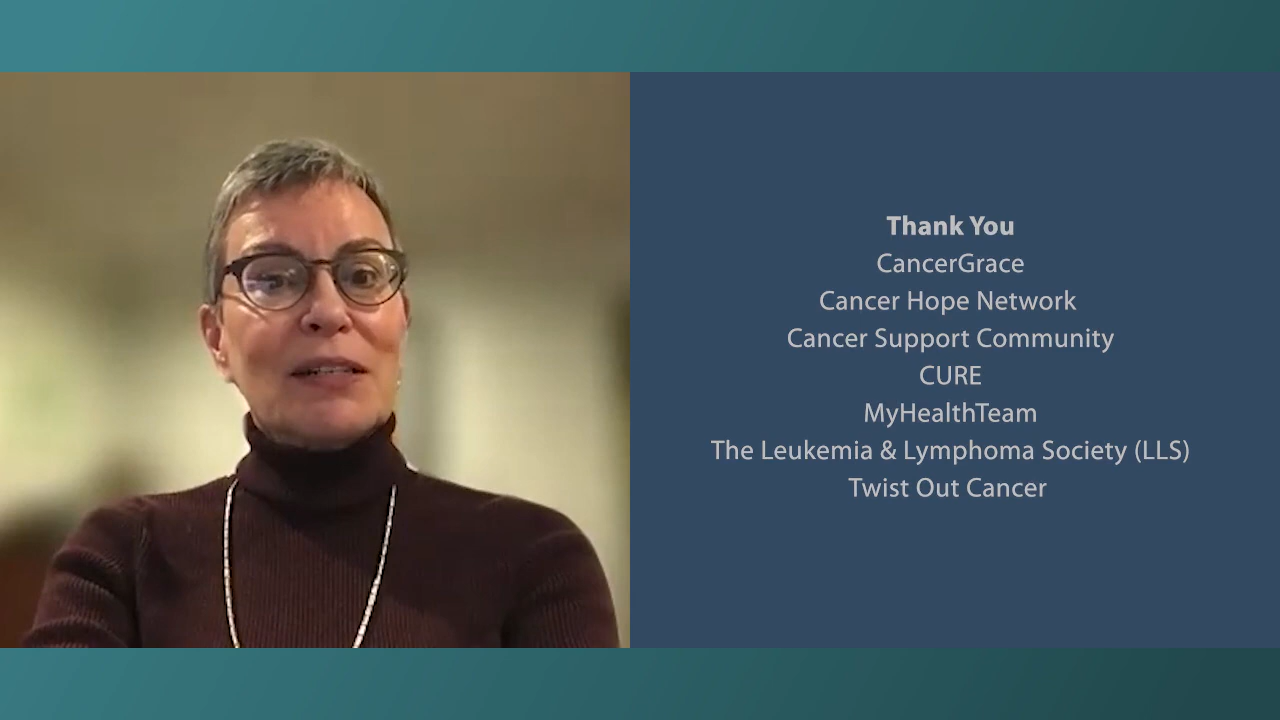 Thank You
CancerGrace
Cancer Hope Network
Cancer Support Community
CURE
MyHealthTeam
The Leukemia & Lymphoma Society (LLS)
Twist Out Cancer